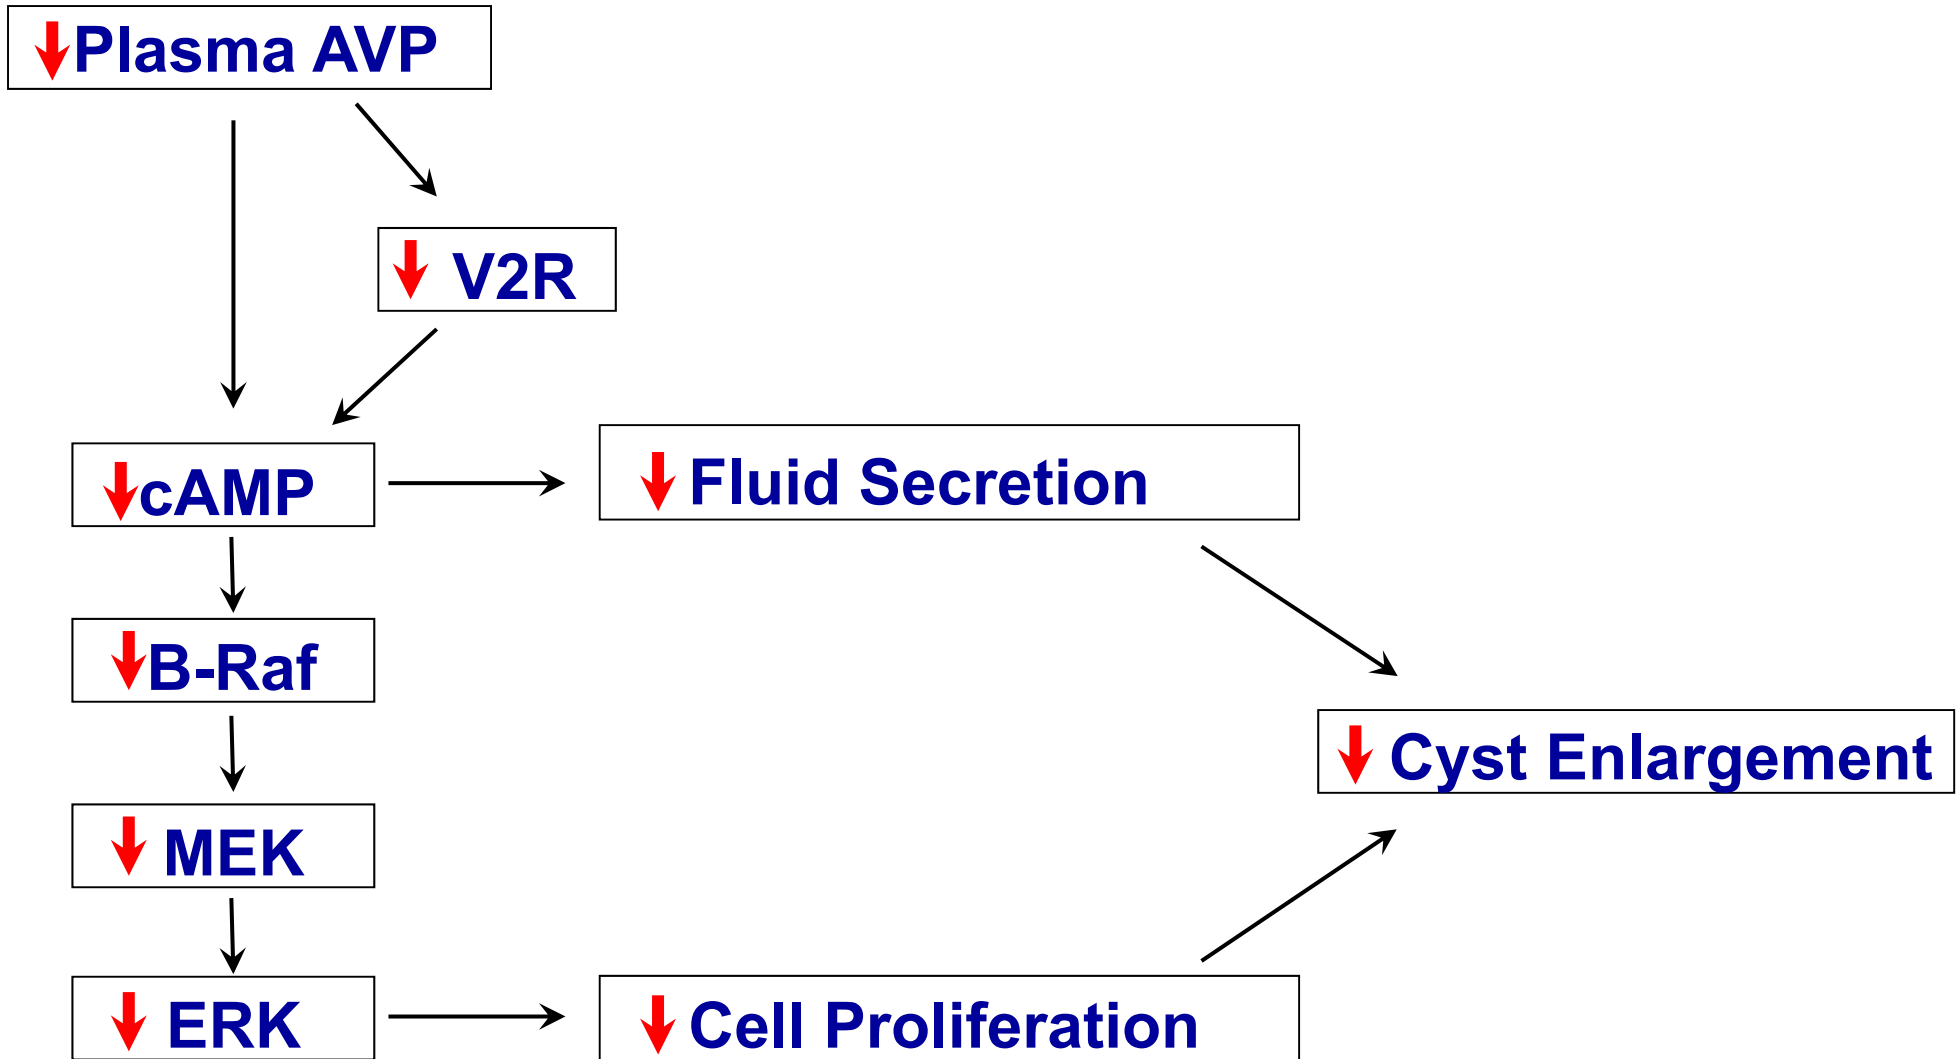 Plasma AVP
V2R
cAMP
Fluid Secretion
B-Raf
Cyst Enlargement
MEK
ERK
Cell Proliferation